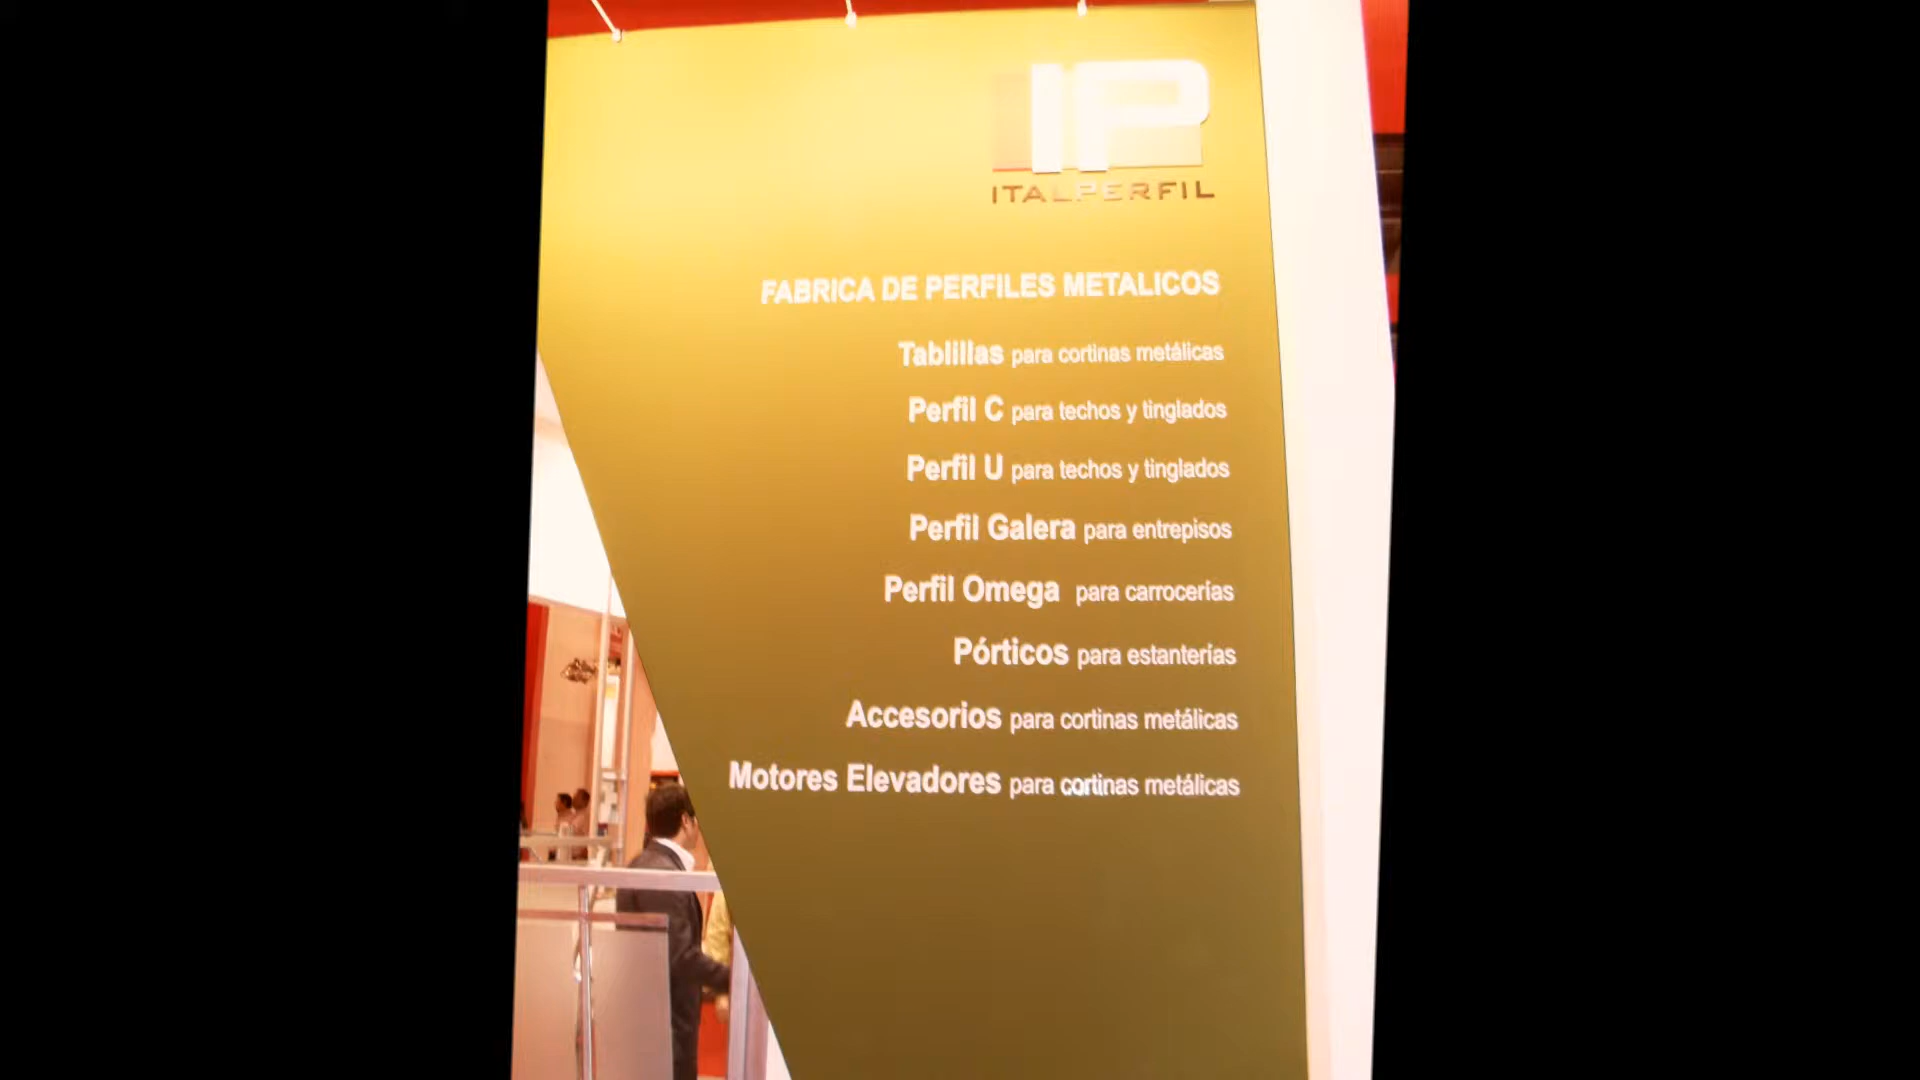 IP
ITALPERFIL
FABRICA DE PERFILES METALICOS
Tablillas para cortinas metálicas
Perfil C para techos y tinglados
Perfil U para techos y tinglados
Perfil Galera para entrepisos
Perfil Omega para carrocerías
Pórticos para estanterías
Accesorios para cortinas metálicas
Motores Elevadores para cortinas metálicas